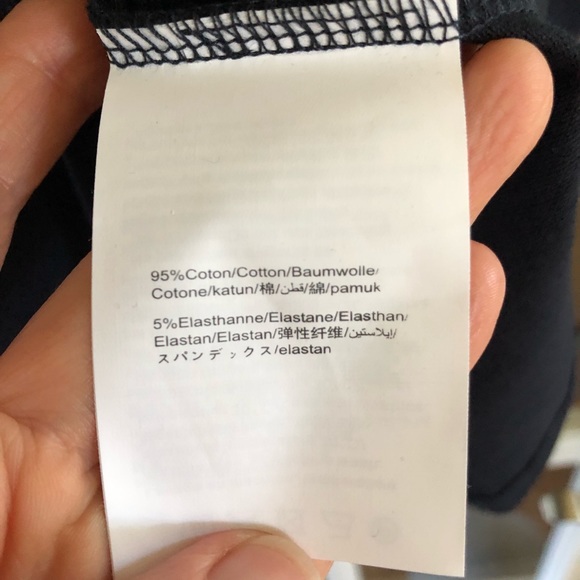 95%Coton/Cotton/Baumwolle/
Cotone/katun/棉/قطن/綿/pamuk
5%Elasthanne/Elastane/Elasthan/
Elastan/Elastan/弹性纤维/إيلاستين/
スパンデックス/elastan